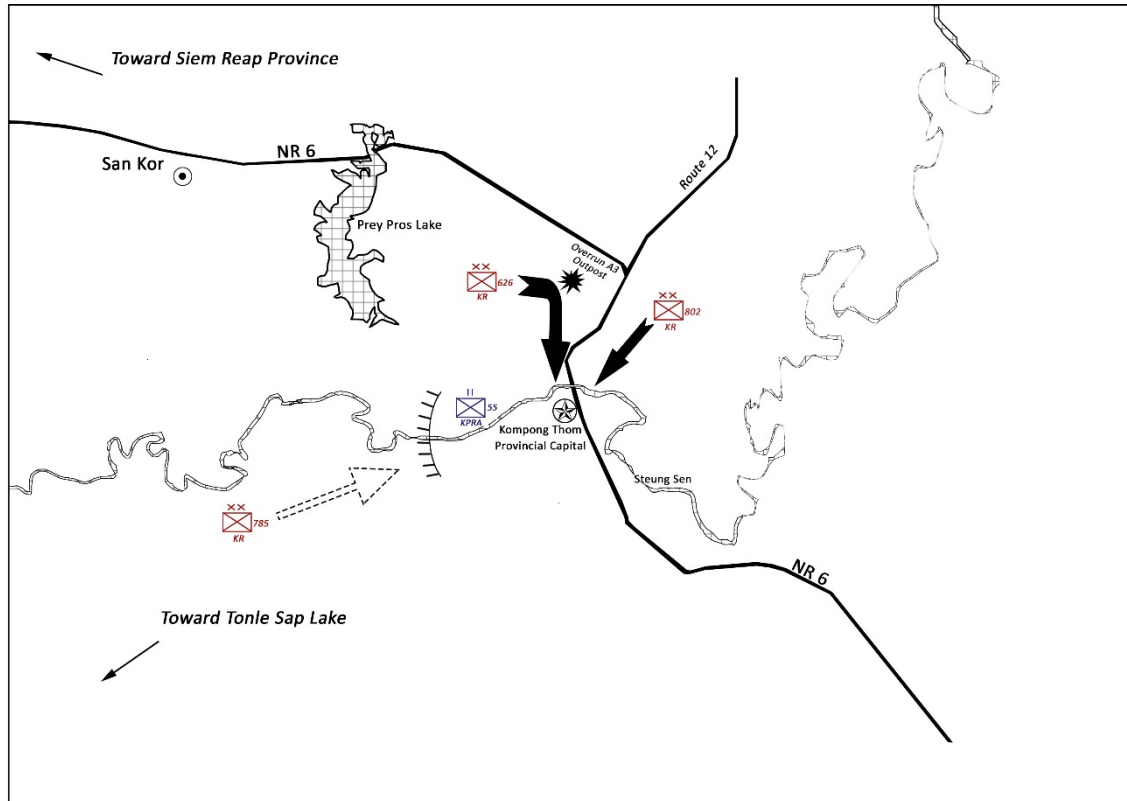 Toward Siem Reap Province
NR 6
San Kor
Route 12
Prey Pros Lake
Overrun A3
Outpost
XX
626
KR
XX
802
KR
II
55
KPRA
Kompong Thom
Provincial Capital
Steung Sen
XX
785
KR
NR 6
Toward Tonle Sap Lake